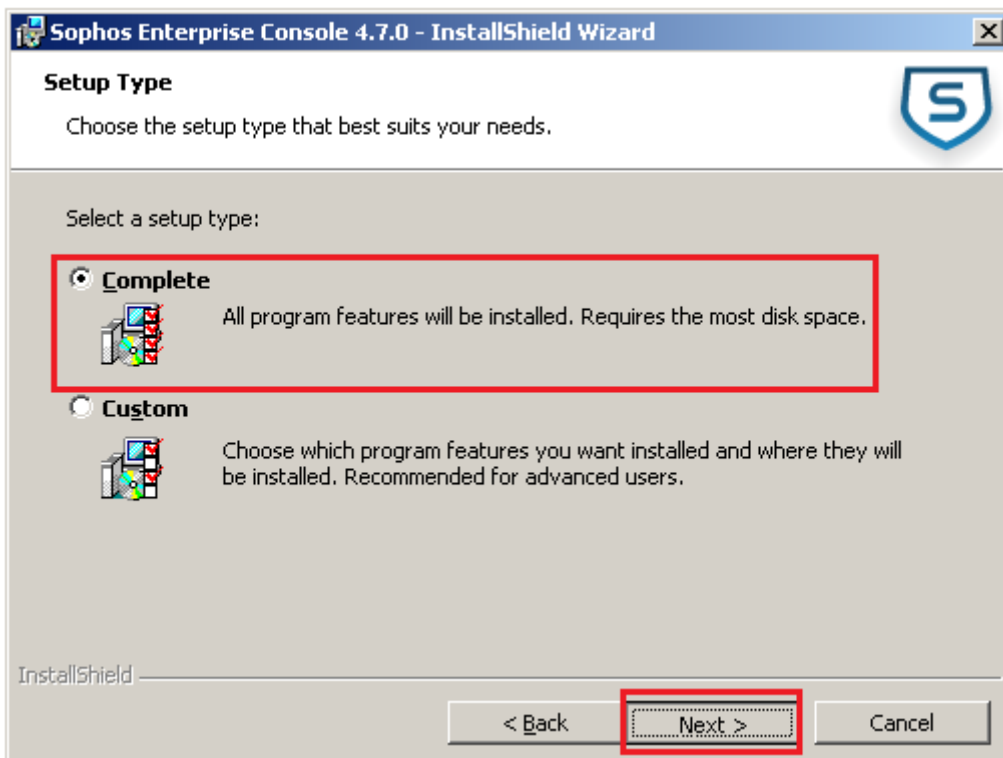 Sophos Enterprise Console 4.7.0 - InstallShield Wizard
Setup Type
Choose the setup type that best suits your needs.
S
Select a setup type:
Complete
All program features will be installed. Requires the most disk space.
Custom
Choose which program features you want installed and where they will
be installed. Recommended for advanced users.
InstallShield
< Back
Next >
Cancel